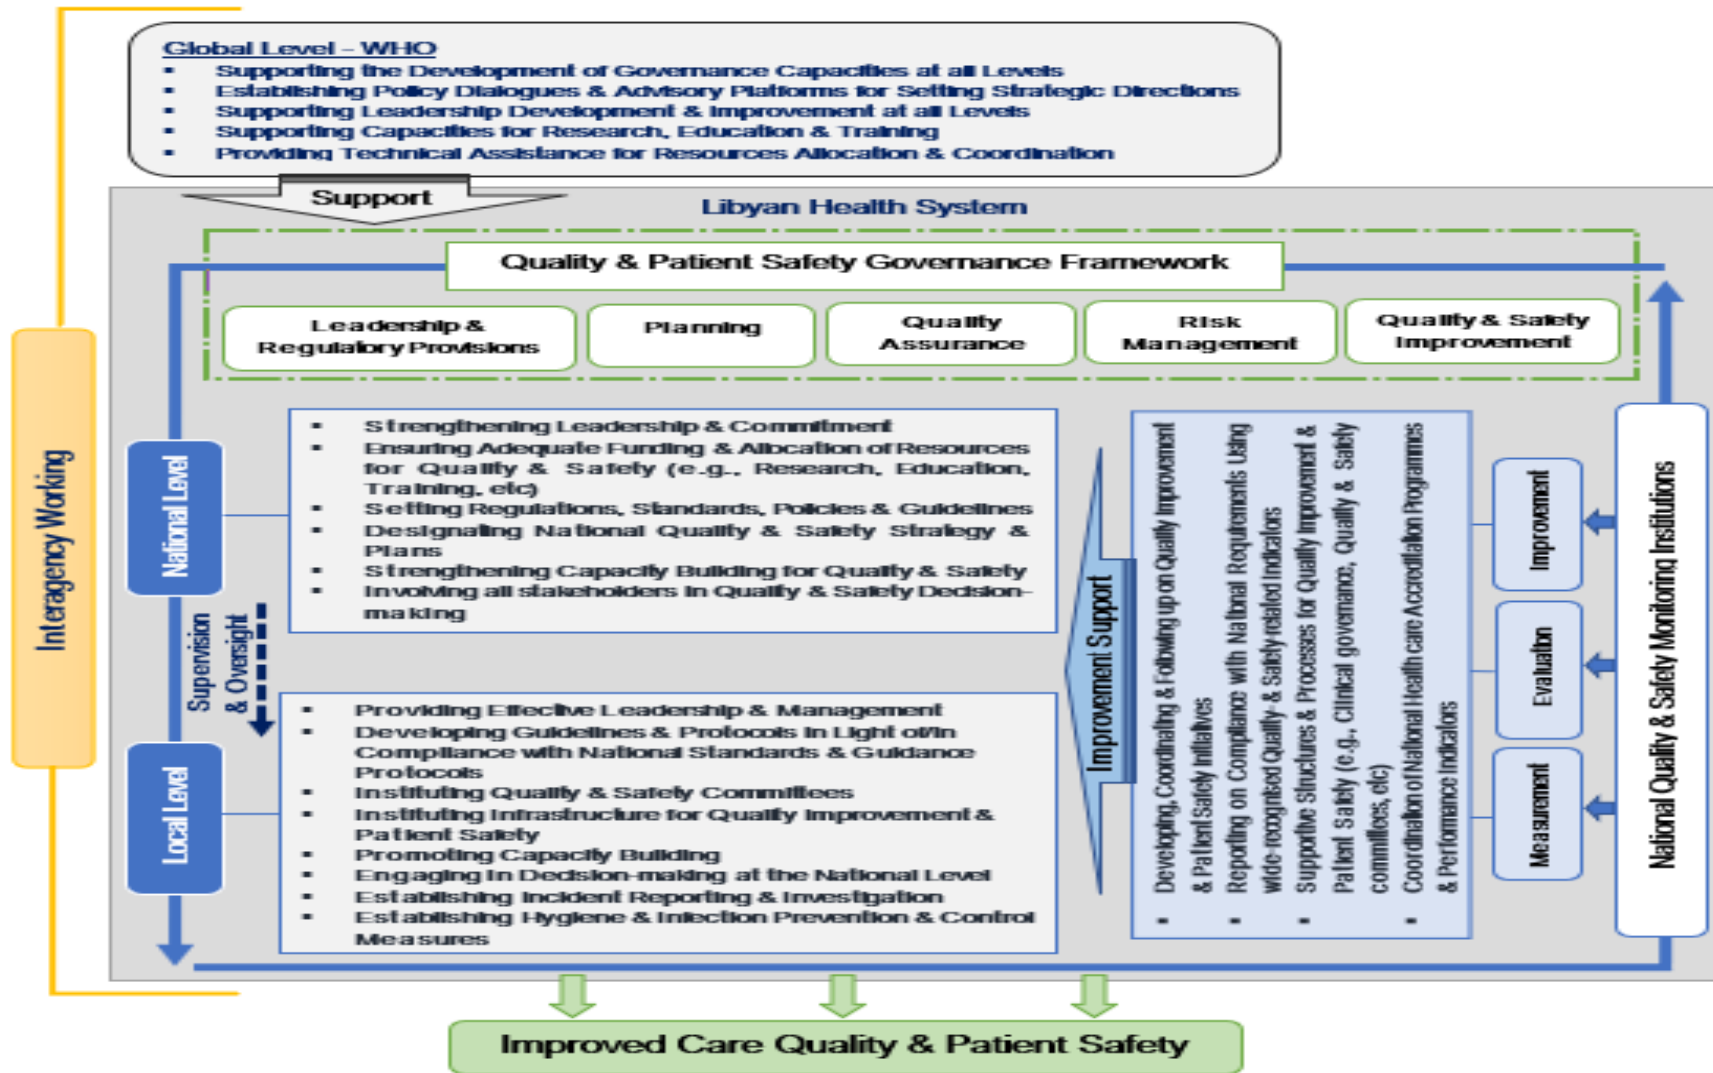 Global Level - WHO
▪ Supporting the Development of Governance Capacities at all Levels
▪ Establishing Policy Dialogues & Advisory Platforms for Setting Strategic Directions
▪ Supporting Leadership Development & Improvement at all Levels
▪ Supporting Capacities for Research, Education & Training
▪ Providing Technical Assistance for Resources Allocation & Coordination
Support
Libyan Health System
Quality & Patient Safety Governance Framework
Leadership &
Regulatory Provisions
Planning
Quality
Assurance
Risk
Management
Quality & Safety
Improvement
Interagency Working
National Level
▪ Strengthening Leadership & Commitment
▪ Ensuring Adequate Funding & Allocation of Resources
for Quality & Safety (e.g., Research, Education,
Training, etc)
▪ Setting Regulations, Standards, Policies & Guidelines
▪ Designating National Quality & Safety Strategy &
Plans
▪ Strengthening Capacity Building for Quality & Safety
▪ Involving all stakeholders in Quality & Safety Decision-
making
Supervision
& Oversight
Local Level
▪ Providing Effective Leadership & Management
▪ Developing Guidelines & Protocols in Light of/in
Compliance with National Standards & Guidance
Protocols
▪ Instituting Quality & Safety Committees
▪ Instituting Infrastructure for Quality Improvement &
Patient Safety
▪ Promoting Capacity Building
▪ Engaging in Decision-making at the National Level
▪ Establishing Incident Reporting & Investigation
▪ Establishing Hygiene & Infection Prevention & Control
Measures
Improvement Support
▪ Developing, Coordinating & Following up on Quality Improvement
& Patient Safety Initiatives
▪ Reporting on Compliance with National Requirements Using
wide-recognised Quality- & Safety-related Indicators
▪ Supportive Structures & Processes for Quality Improvement &
Patient Safety (e.g., Clinical governance, Quality & Safety
committees, etc)
▪ Coordination of National Health care Accreditation Programmes
& Performance Indicators
Improvement
Evaluation
Measurement
National Quality & Safety Monitoring Institutions
Improved Care Quality & Patient Safety